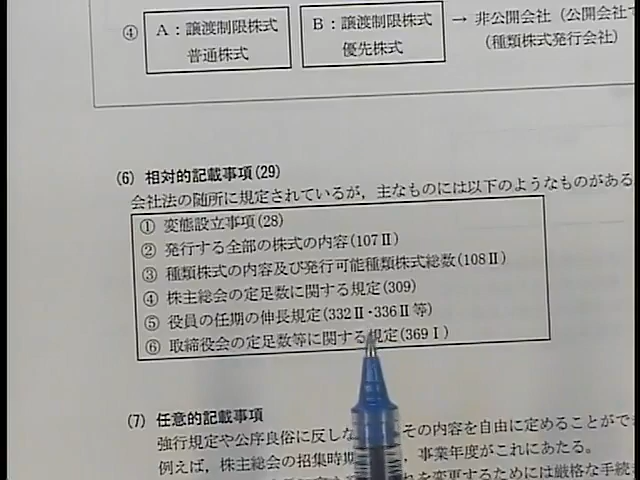 ④ A：譲渡制限株式 普通株式 B：譲渡制限株式 優先株式 → 非公開会社（公開会社で
（種類株式発行会社）
(6) 相対的記載事項(29)
会社法の随所に規定されているが，主なものには以下のようなものがある
① 変態設立事項(28)
② 発行する全部の株式の内容(107Ⅱ)
③ 種類株式の内容及び発行可能種類株式総数(108Ⅱ)
④ 株主総会の定足数に関する規定(309)
⑤ 役員の任期の伸長規定(332Ⅱ・336Ⅱ等)
⑥ 取締役会の定足数等に関する規定(369Ⅰ)
(7) 任意的記載事項
強行規定や公序良俗に反しな その内容を自由に定めることがで
例えば，株主総会の招集時期 ，事業年度がこれにあたる。
を変更するためには厳格な手続